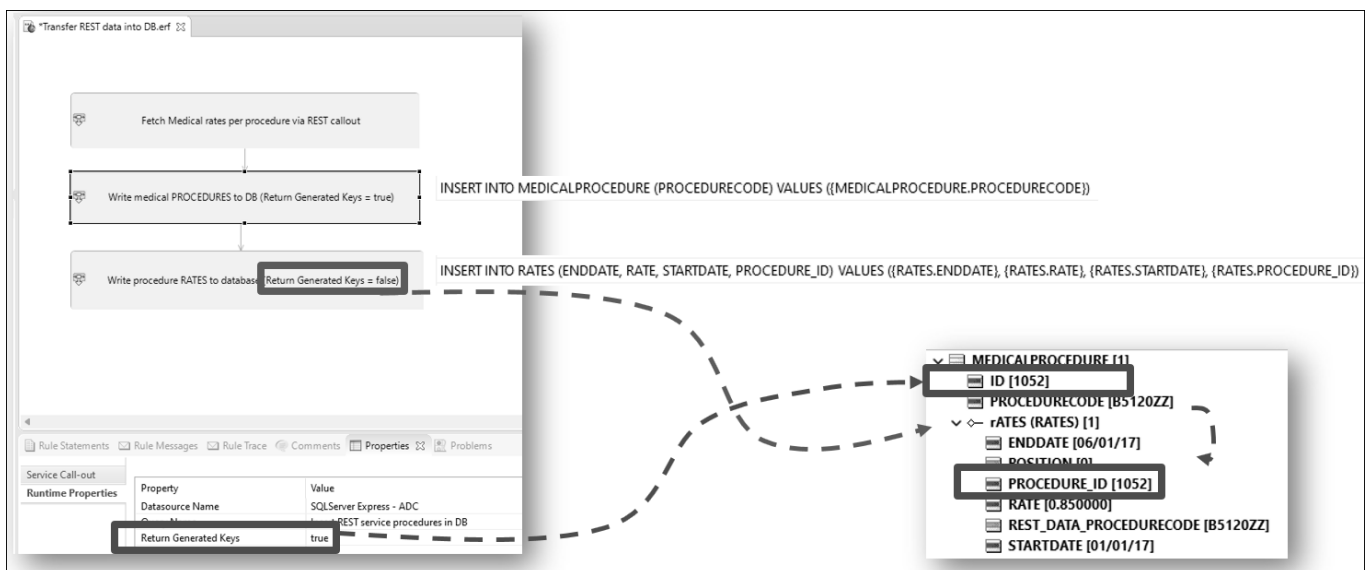 *Transfer REST data into DB.erf
Fetch Medical rates per procedure via REST callout
Write medical PROCEDURES to DB (Return Generated Keys = true)
INSERT INTO MEDICALPROCEDURE (PROCEDURECODE) VALUES ({MEDICALPROCEDURE.PROCEDURECODE})
Write procedure RATES to database (Return Generated Keys = false)
INSERT INTO RATES (ENDDATE, RATE, STARTDATE, PROCEDURE_ID) VALUES ({RATES.ENDDATE}, {RATES.RATE}, {RATES.STARTDATE}, {RATES.PROCEDURE_ID})
MEDICALPROCEDURE [1]
ID [1052]
PROCEDURECODE [B5120ZZ]
rATES (RATES) [1]
ENDDATE [06/01/17]
POSITION [0]
PROCEDURE_ID [1052]
RATE [0.850000]
REST_DATA_PROCEDURECODE [B5120ZZ]
STARTDATE [01/01/17]
Rule Statements Rule Messages Rule Trace Comments Properties Problems
Service Call-out
Runtime Properties
Property Value
Datasource Name SQLServer Express - ADC
REST service procedures in DB
Return Generated Keys true